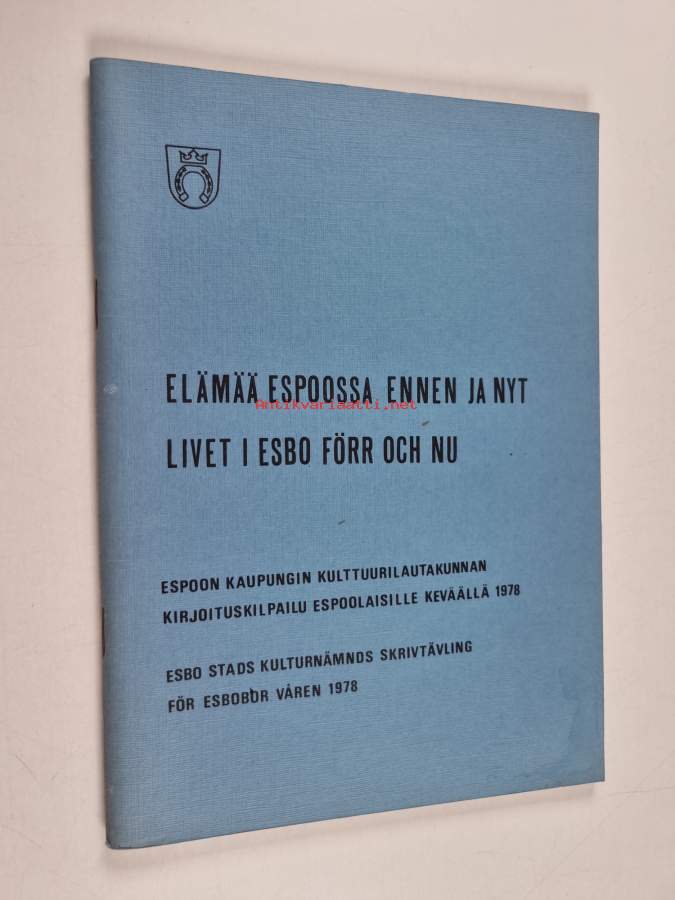 ELÄMÄÄ ESPOOSSA ENNEN JA NYT
Antikvariaatti.net
LIVET I ESBO FÖRR OCH NU
ESPOON KAUPUNGIN KULTTUURILAUTAKUNNAN
KIRJOITUSKILPAILU ESPOOLAISILLE KEVÄÄLLÄ 1978
ESBO STADS KULTURNÄMNDS SKRIVTÄVLING
FÖR ESBOBOR VÅREN 1978